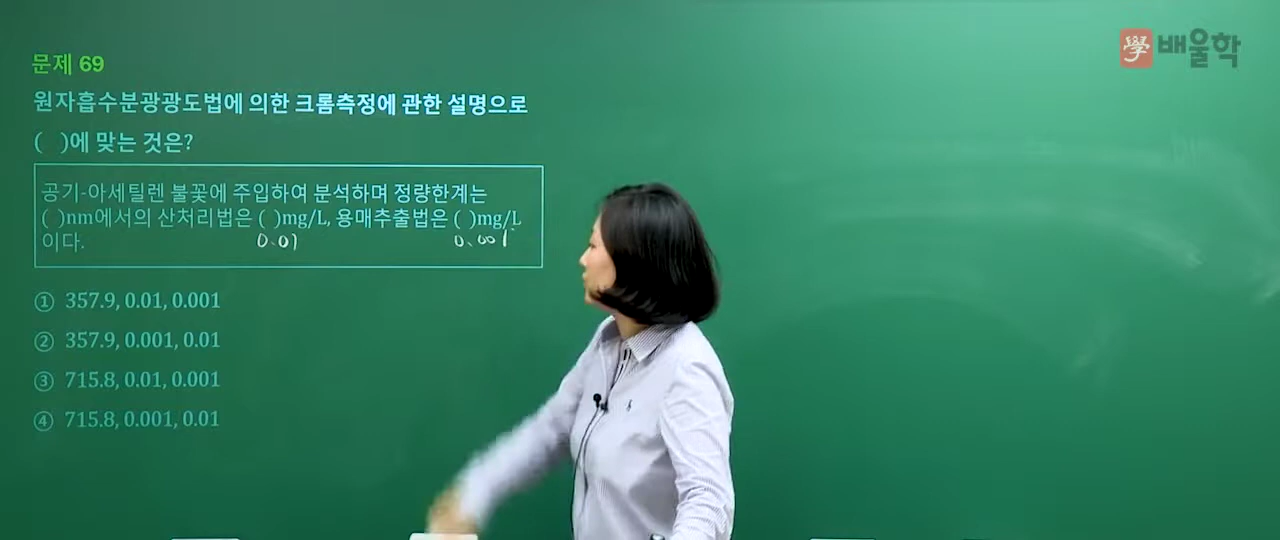 學 배울학
문제 69
원자흡수분광광도법에 의한 크롬측정에 관한 설명으로
( )에 맞는 것은?
공기-아세틸렌 불꽃에 주입하여 분석하며 정량한계는
( )nm에서의 산처리법은 ( )mg/L, 용매추출법은 ( )mg/L
이다. 0.01 0.001
① 357.9, 0.01, 0.001
② 357.9, 0.001, 0.01
③ 715.8, 0.01, 0.001
④ 715.8, 0.001, 0.01